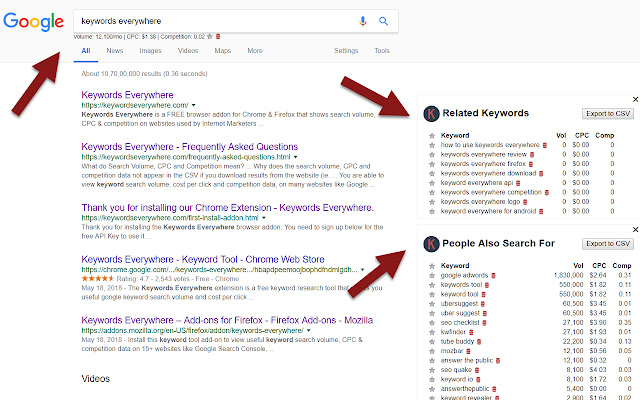 Google
keywords everywhere
Volume: 12,100/mo | CPC: $1.38 | Competition: 0.02
All News Images Videos Maps More Settings Tools
About 10,70,00,000 results (0.36 seconds)
Keywords Everywhere
https://keywordseverywhere.com/
Keywords Everywhere is a FREE browser addon for Chrome & Firefox that shows search volume,
CPC & competition on websites used by Internet Marketers ...
Keywords Everywhere - Frequently Asked Questions
https://keywordseverywhere.com/frequently-asked-questions.html
What do Search Volume, CPC and Competition mean? ... Why does the search volume, CPC and
competition data not appear in the CSV if you download results from the website (ie. ... You are able to
view keyword search volume, cost per click and competition data, on many websites like Google ...
Thank you for installing our Chrome Extension - Keywords Everywhere.
https://keywordseverywhere.com/first-install-addon.html
Thank you for installing the Keywords Everywhere browser addon. You need to sign up below for the
free API Key to use it ...
Keywords Everywhere - Keyword Tool - Chrome Web Store
https://chrome.google.com/.../keywords-everywhere.../hbapdpeemoojbophdfndmlgdh...
Rating: 4.7 - 2,543 votes - Free - Chrome
May 18, 2018 - The Keywords Everywhere extension is a free keyword research tool that you
useful google keyword search volume and cost per click...
Keywords Everywhere – Add-ons for Firefox - Firefox Add-ons - Mozilla
https://addons.mozilla.org/en-US/firefox/addon/keywords-everywhere/
May 18, 2018 - Install this keyword tool add-on to view useful keyword search volume, CPC &
competition data on 15+ websites like Google Search Console, ...
Videos
K Related Keywords Export to CSV
Keyword Vol CPC Comp
how to use keywords everywhere 0 $0.00 0
keywords everywhere review 0 $0.00 0
keywords everywhere firefox 0 $0.00 0
keywords everywhere download 0 $0.00 0
keyword everywhere api 0 $0.00 0
keywords everywhere competition 0 $0.00 0
keywords everywhere logo 0 $0.00 0
keyword everywhere for android 0 $0.00 0
K People Also Search For Export to CSV
Keyword Vol CPC Comp
google adwords 1,830,000 $2.64 0.31
keywords tool 550,000 $1.82 0.11
keyword tool 550,000 $1.82 0.11
ubersuggest 60,500 $3.45 0.01
uber suggest 60,500 $3.45 0.01
seo checklist 27,100 $3.90 0.35
kwfinder 27,100 $1.93 0.01
tube buddy 22,200 $0.34 0.13
mozbar 12,100 $0.56 0.05
answer the public 12,100 $0.32 0
seo quake 8,100 $4.03 0.03
keyword io 8,100 $1.72 0.03
answerthepublic 5,400 $0.00 0
keyword revealer 2,900 $1.64 0.02